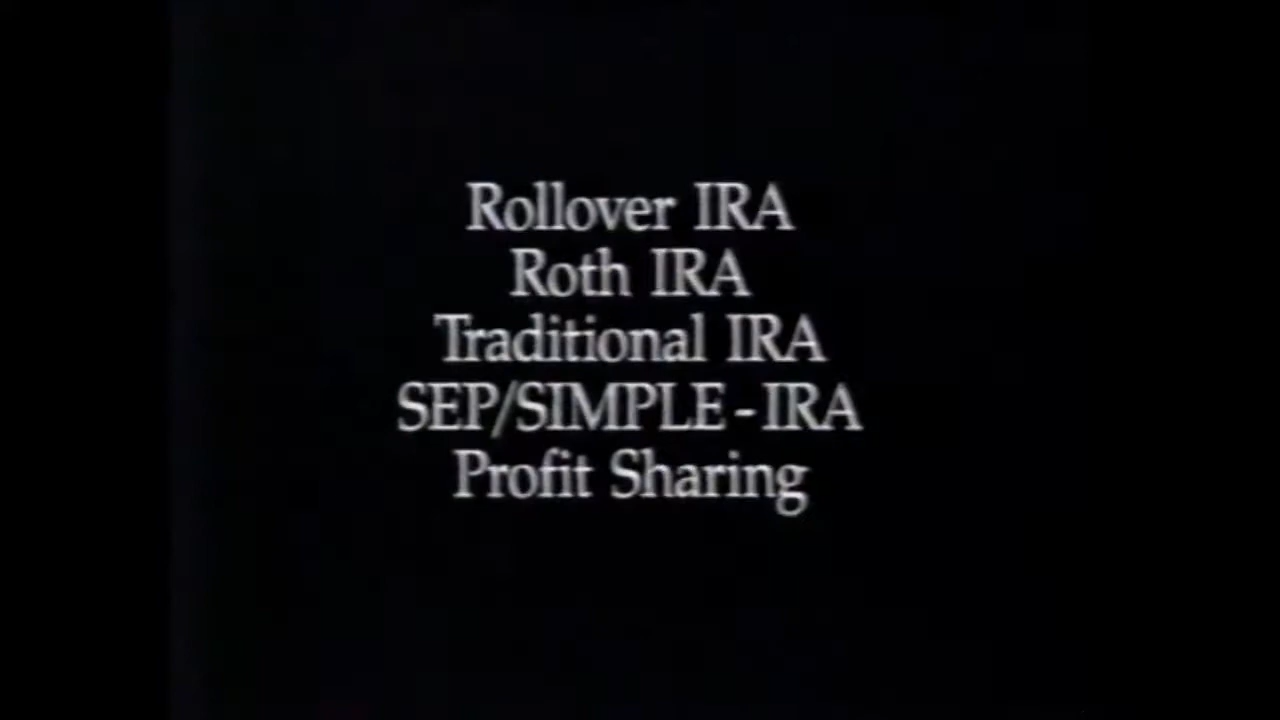 Rollover IRA
Roth IRA
Traditional IRA
SEP/SIMPLE-IRA
Profit Sharing